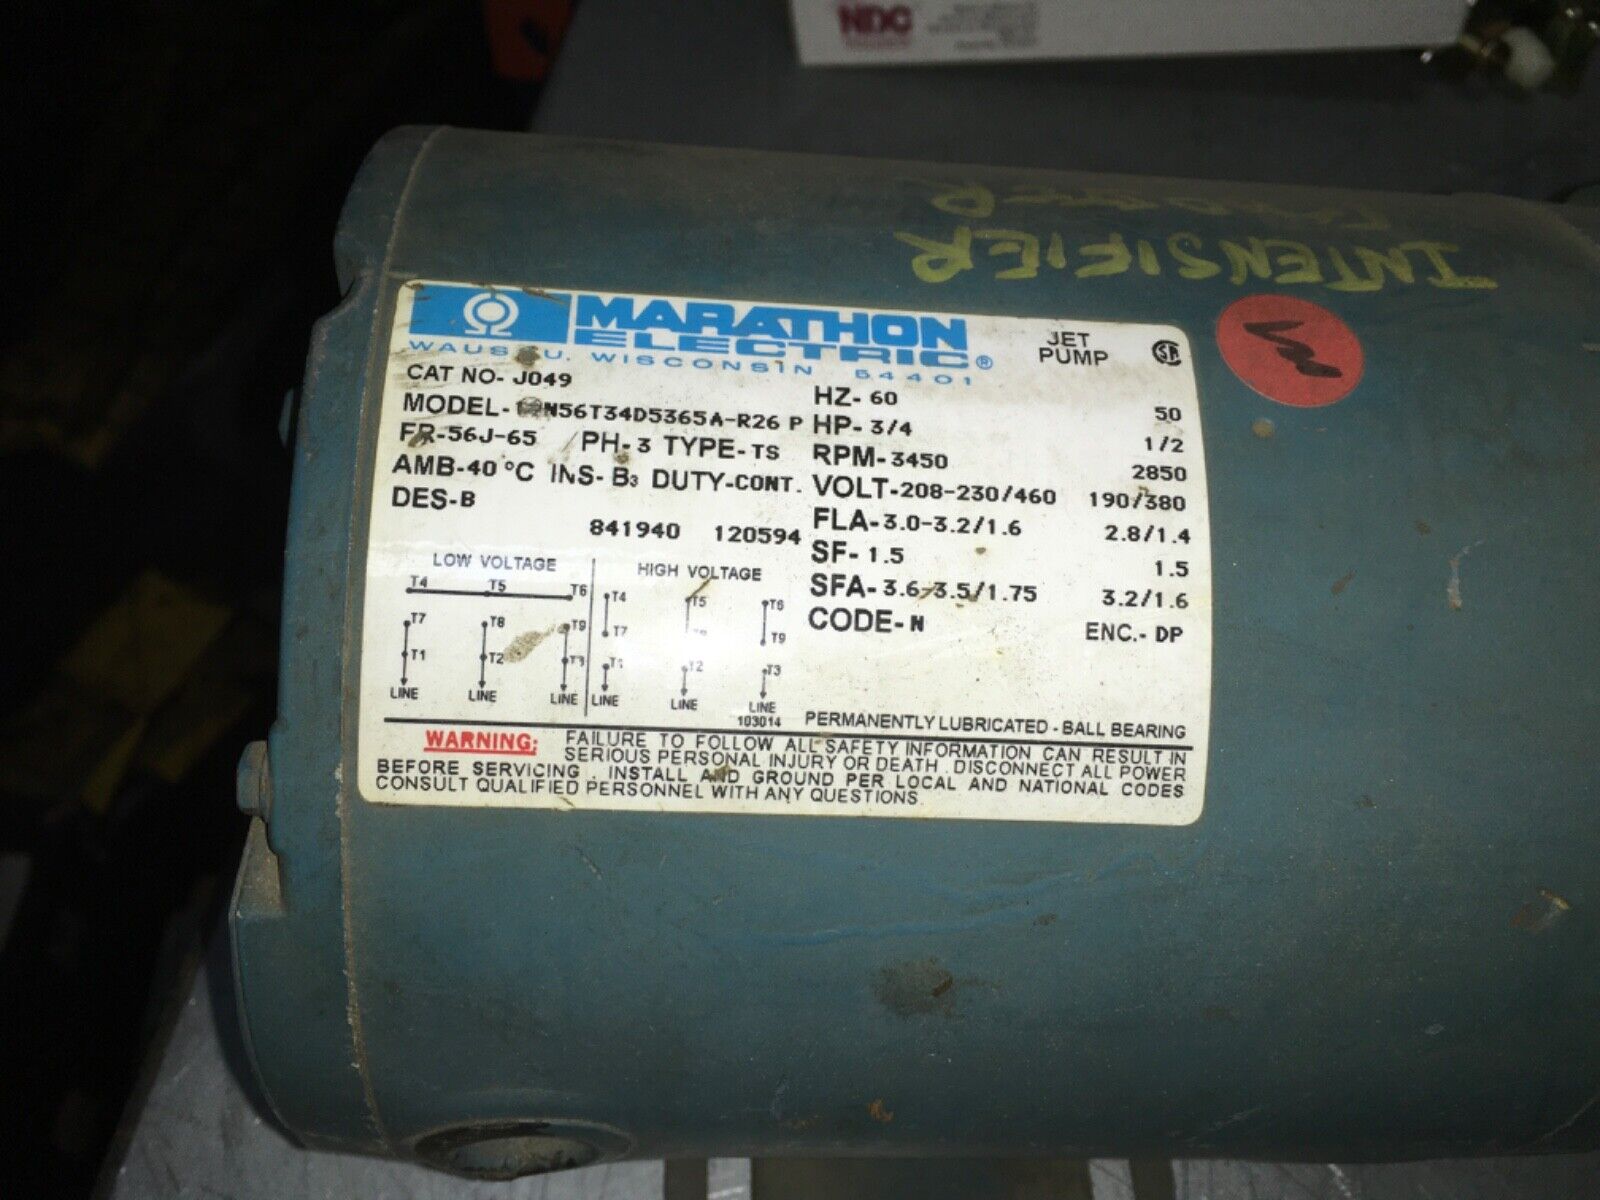 NDC
INTENSIFIER
MARATHON
ELECTRIC®
WAUSAU, WISCONSIN 54401
JET
PUMP
SA
CAT NO- J049
MODEL- N56T34D5365A-R26 P
FR-56J-65 PH-3 TYPE-TS
AMB-40°C INS-B3 DUTY-CONT.
DES-B
841940 120594
HZ-60 50
HP-3/4 1/2
RPM-3450 2850
VOLT-208-230/460 190/380
FLA-3.0-3.2/1.6 2.8/1.4
SF-1.5 1.5
SFA-3.6-3.5/1.75 3.2/1.6
CODE-N ENC.-DP
LOW VOLTAGE HIGH VOLTAGE
T4 T5 T6 T4 T5 T6
T7 T8 T9 T7 T9
T1 T2 T3 T1 T2 T3
LINE LINE LINE LINE LINE LINE
103014 PERMANENTLY LUBRICATED - BALL BEARING
WARNING: FAILURE TO FOLLOW ALL SAFETY INFORMATION CAN RESULT IN
SERIOUS PERSONAL INJURY OR DEATH. DISCONNECT ALL POWER
BEFORE SERVICING. INSTALL AND GROUND PER LOCAL AND NATIONAL CODES
CONSULT QUALIFIED PERSONNEL WITH ANY QUESTIONS